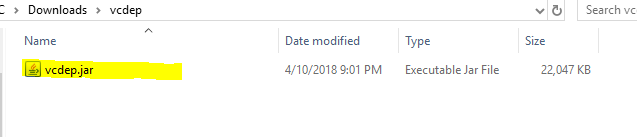 C > Downloads > vcdep
Search vc
Name Date modified Type Size
vcdep.jar 4/10/2018 9:01 PM Executable Jar File 22,047 KB